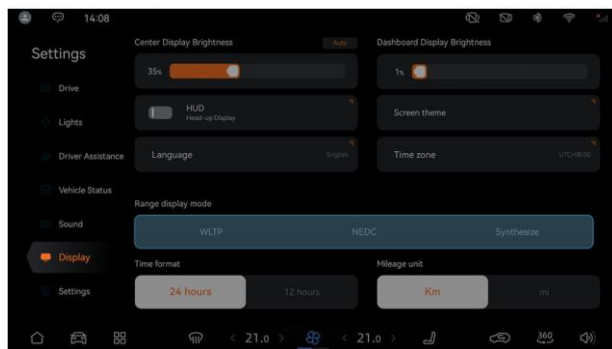 14:08
Settings
Drive
Lights
Driver Assistance
Vehicle Status
Sound
Display
Settings
Center Display Brightness
Auto
35%
Dashboard Display Brightness
1%
HUD
Head-up Display
Screen theme
Language
English
Time zone
UTC+08:00
Range display mode
WLTP
NEDC
Synthesize
Time format
24 hours
12 hours
Mileage unit
Km
mi
21.0
21.0
360